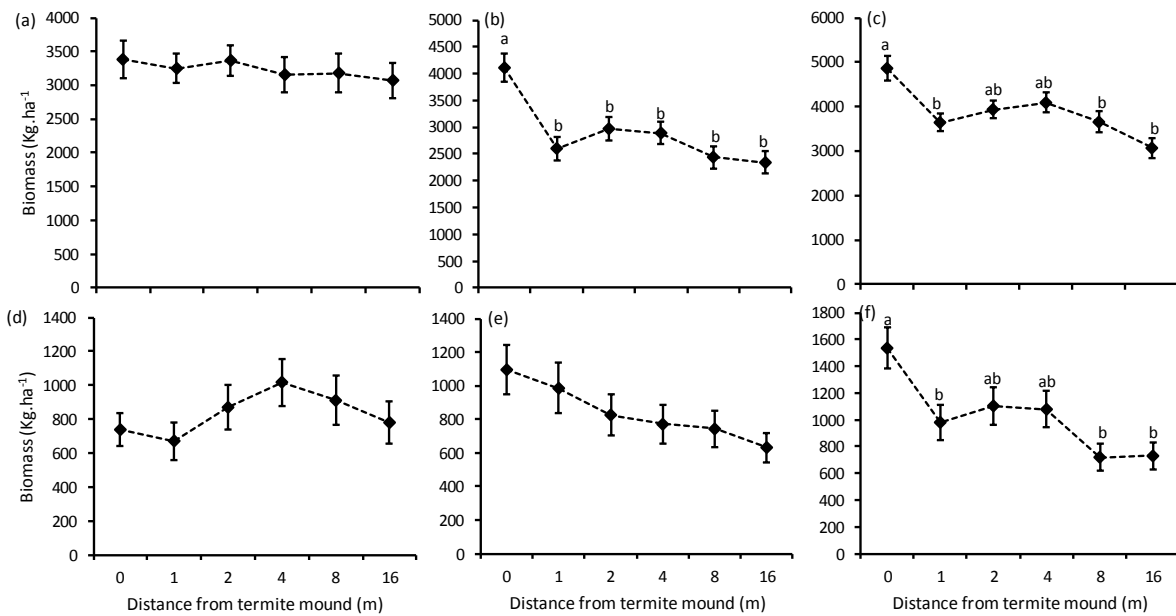 (a)
4000
3500
3000
2500
2000
1500
1000
500
0
Biomass (Kg.ha⁻¹)
(b)
5000
4500
4000
3500
3000
2500
2000
1500
1000
500
0
a
b
b
b
b
b
(c)
6000
5000
4000
3000
2000
1000
0
a
b
ab
ab
b
b
(d)
1400
1200
1000
800
600
400
200
0
Biomass (Kg.ha⁻¹)
0 1 2 4 8 16
Distance from termite mound (m)
(e)
1400
1200
1000
800
600
400
200
0
0 1 2 4 8 16
Distance from termite mound (m)
(f)
1800
1600
1400
1200
1000
800
600
400
200
0
a
b
ab
ab
b
b
0 1 2 4 8 16
Distance from termite mound (m)